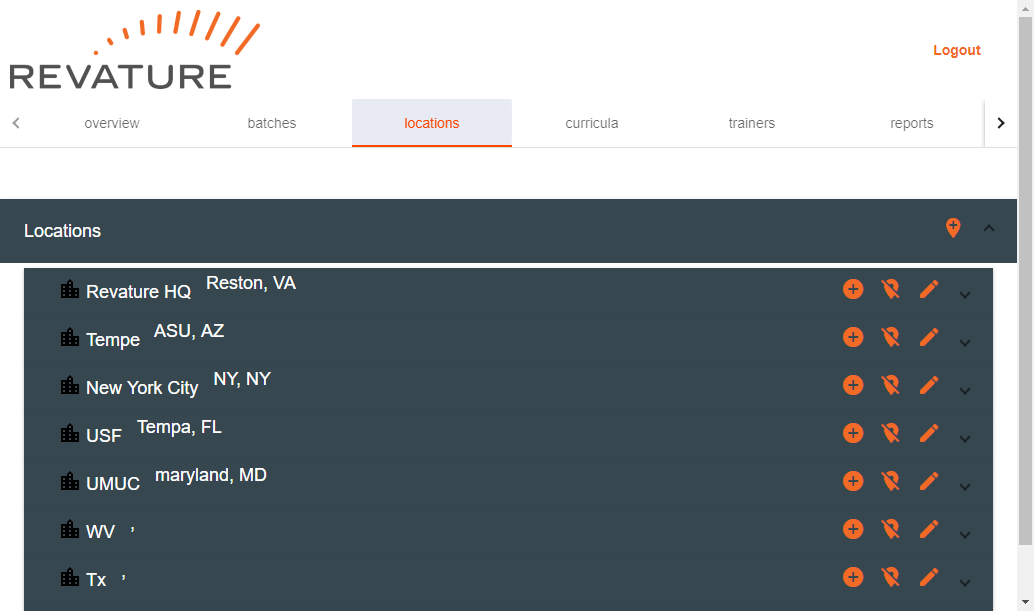 REVATURE
Logout
overview batches locations curricula trainers reports
Locations
Revature HQ Reston, VA
Tempe ASU, AZ
New York City NY, NY
USF Tempa, FL
UMUC maryland, MD
WV ,
Tx ,